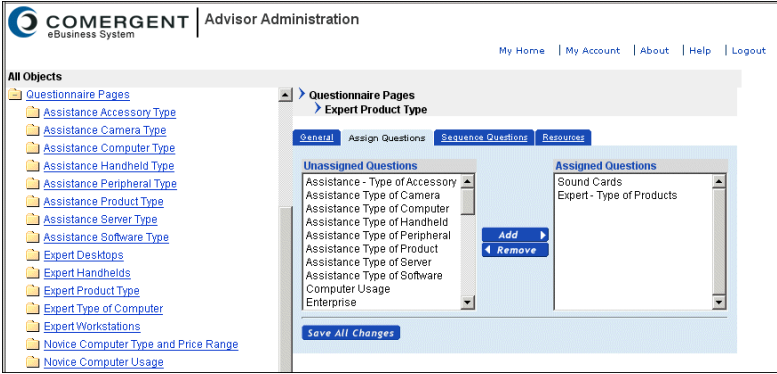 COMERGENT
eBusiness System
Advisor Administration
My Home | My Account | About | Help | Logout
All Objects
Questionnaire Pages
Assistance Accessory Type
Assistance Camera Type
Assistance Computer Type
Assistance Handheld Type
Assistance Peripheral Type
Assistance Product Type
Assistance Server Type
Assistance Software Type
Expert Desktops
Expert Handhelds
Expert Product Type
Expert Type of Computer
Expert Workstations
Novice Computer Type and Price Range
Novice Computer Usage
Questionnaire Pages
Expert Product Type
General Assign Questions Sequence Questions Resources
Unassigned Questions
Assistance - Type of Accessory
Assistance Type of Camera
Assistance Type of Computer
Assistance Type of Handheld
Assistance Type of Peripheral
Assistance Type of Product
Assistance Type of Server
Assistance Type of Software
Computer Usage
Enterprise
Add
Remove
Assigned Questions
Sound Cards
Expert - Type of Products
Save All Changes